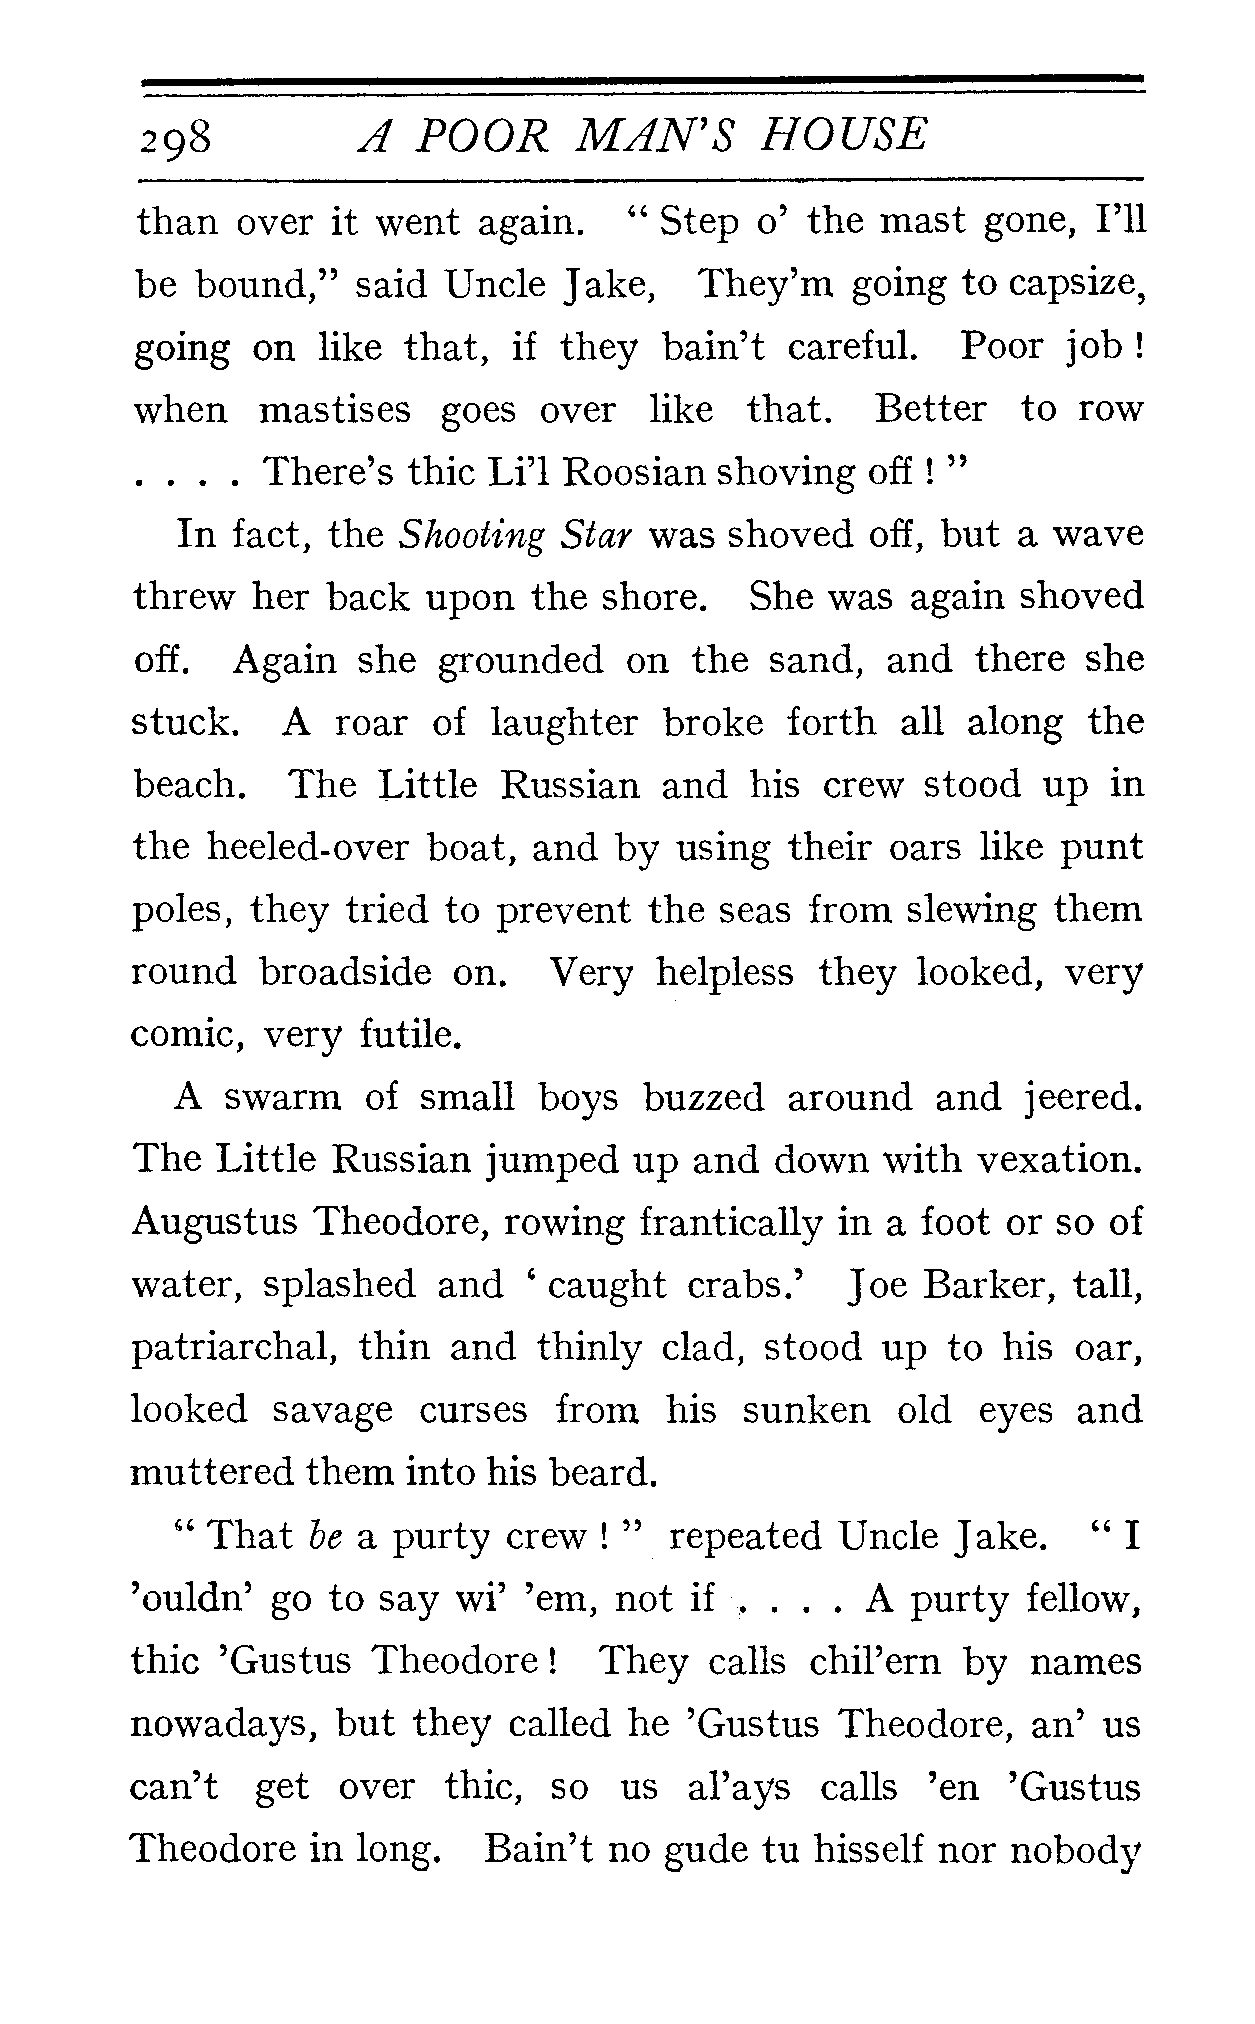 298 A POOR MAN'S HOUSE
than over it went again. “ Step o’ the mast gone, I’ll
be bound,” said Uncle Jake, They’m going to capsize,
going on like that, if they bain’t careful. Poor job !
when mastises goes over like that. Better to row
. . . . There’s thic Li’l Roosian shoving off ! ”
In fact, the Shooting Star was shoved off, but a wave
threw her back upon the shore. She was again shoved
off. Again she grounded on the sand, and there she
stuck. A roar of laughter broke forth all along the
beach. The Little Russian and his crew stood up in
the heeled-over boat, and by using their oars like punt
poles, they tried to prevent the seas from slewing them
round broadside on. Very helpless they looked, very
comic, very futile.
A swarm of small boys buzzed around and jeered.
The Little Russian jumped up and down with vexation.
Augustus Theodore, rowing frantically in a foot or so of
water, splashed and ‘ caught crabs.’ Joe Barker, tall,
patriarchal, thin and thinly clad, stood up to his oar,
looked savage curses from his sunken old eyes and
muttered them into his beard.
“ That be a purty crew ! ” repeated Uncle Jake. “ I
’ouldn’ go to say wi’ ’em, not if . . . . A purty fellow,
thic ’Gustus Theodore ! They calls chil’ern by names
nowadays, but they called he ’Gustus Theodore, an’ us
can’t get over thic, so us al’ays calls ’en ’Gustus
Theodore in long. Bain’t no gude tu hisself nor nobody